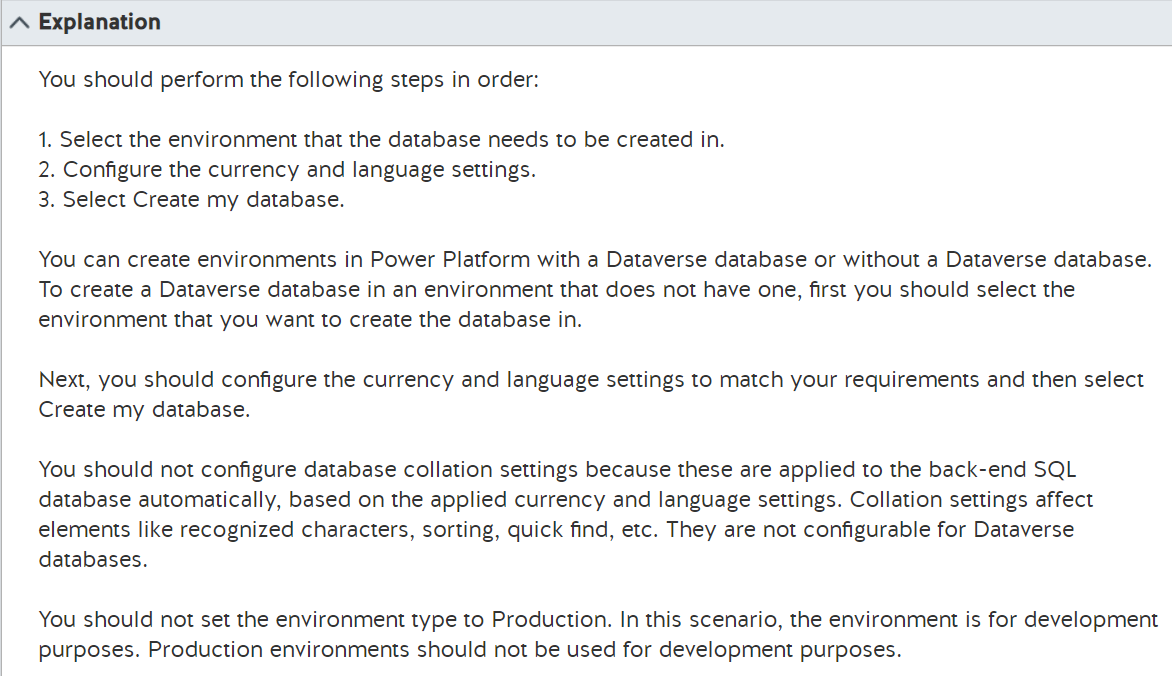 Explanation
You should perform the following steps in order:
1. Select the environment that the database needs to be created in.
2. Configure the currency and language settings.
3. Select Create my database.
You can create environments in Power Platform with a Dataverse database or without a Dataverse database.
To create a Dataverse database in an environment that does not have one, first you should select the
environment that you want to create the database in.
Next, you should configure the currency and language settings to match your requirements and then select
Create my database.
You should not configure database collation settings because these are applied to the back-end SQL
database automatically, based on the applied currency and language settings. Collation settings affect
elements like recognized characters, sorting, quick find, etc. They are not configurable for Dataverse
databases.
You should not set the environment type to Production. In this scenario, the environment is for development
purposes. Production environments should not be used for development purposes.